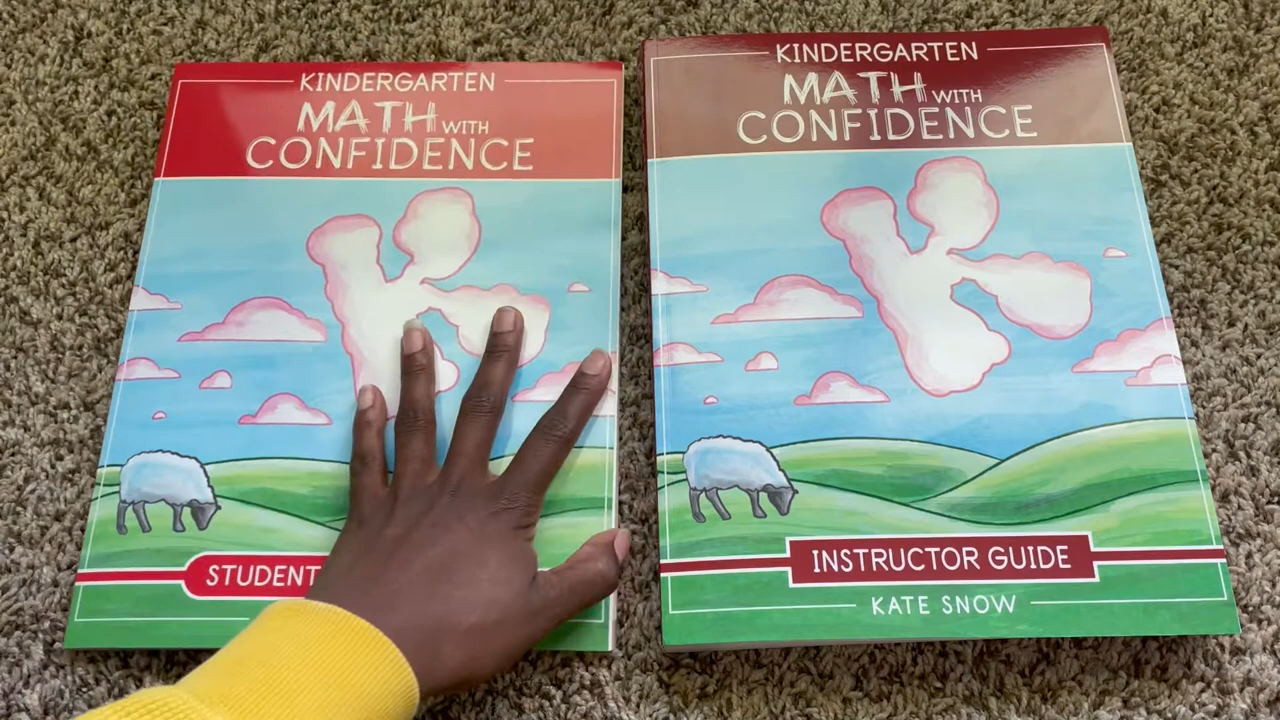 KINDERGARTEN
MATH WITH
CONFIDENCE
STUDENT
KINDERGARTEN
MATH WITH
CONFIDENCE
INSTRUCTOR GUIDE
KATE SNOW